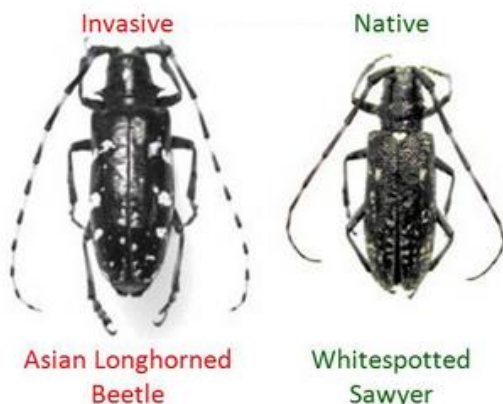 Invasive
Native
Asian Longhorned
Beetle
Whitespotted
Sawyer